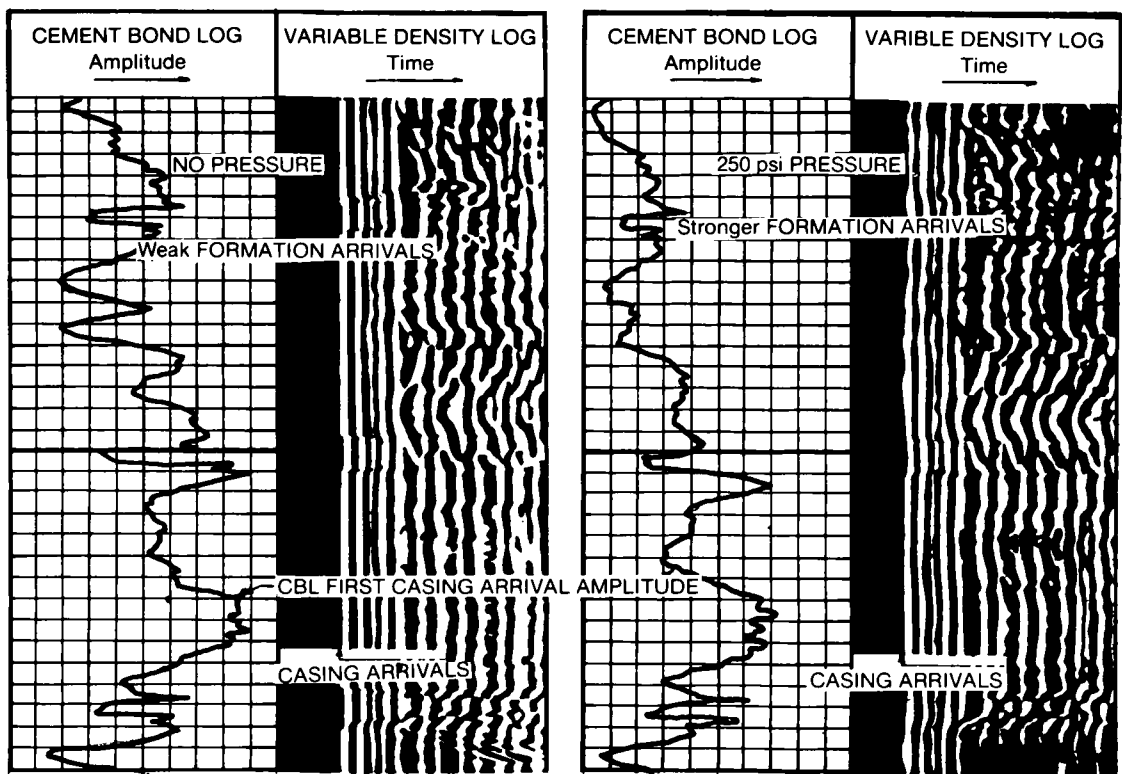 CEMENT BOND LOG
Amplitude
VARIABLE DENSITY LOG
Time
NO PRESSURE
Weak FORMATION ARRIVALS
CBL FIRST CASING ARRIVAL AMPLITUDE
CASING ARRIVALS
CEMENT BOND LOG
Amplitude
VARIBLE DENSITY LOG
Time
250 psi PRESSURE
Stronger FORMATION ARRIVALS
CASING ARRIVALS